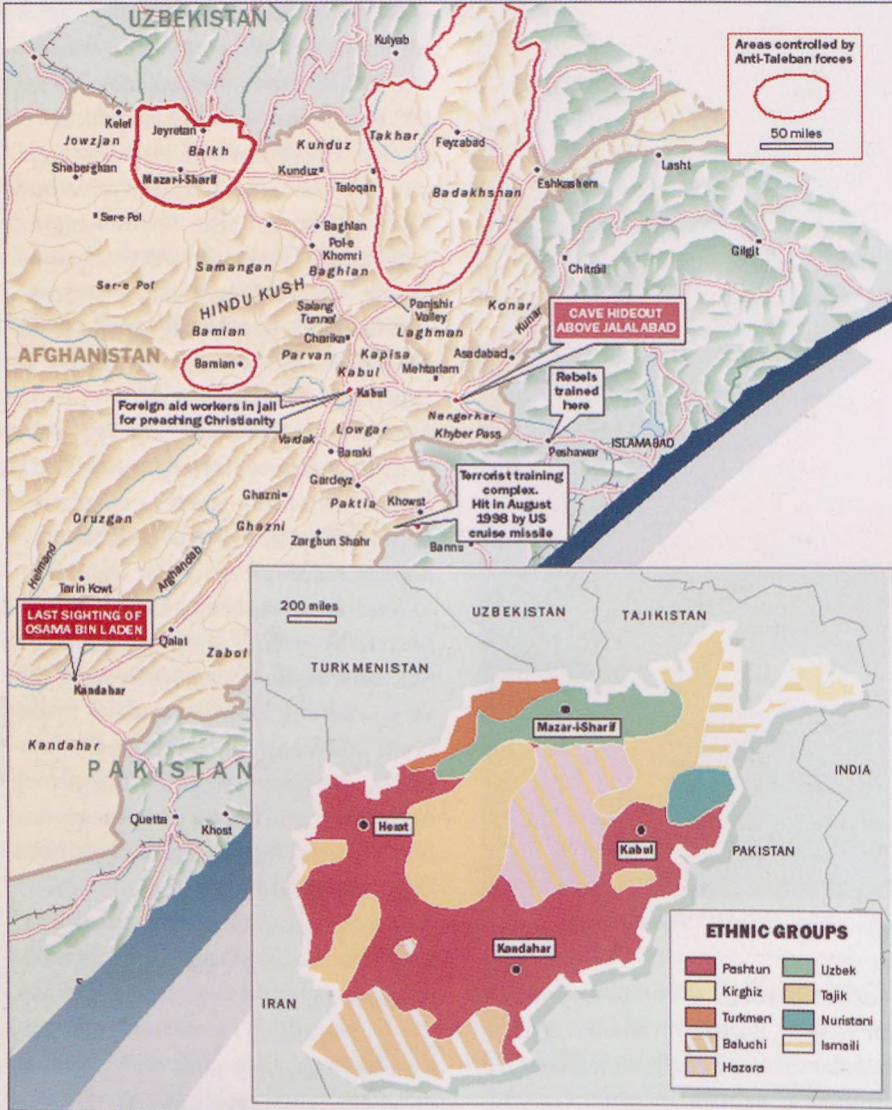 UZBEKISTAN
Kulyab
Areas controlled by
Anti-Taleban forces
50 miles
Kelef
Jeyretan
Jowzjan
Balkh
Kunduz
Takhar
Feyzabad
Shaberghan
Mazar-i-Sharif
Kunduz
Taloqan
Badakhshan
Eshkashem
Lasht
Sar-e Pol
Baghlan
Pol-e
Khomri
Baghlan
Gilgit
Samangan
Chitrail
Sar-e Pol
HINDU KUSH
Salang
Tunnel
Panjshir
Valley
Konar
Kunar
CAVE HIDEOUT
ABOVE JALALABAD
Bamian
Charika
Laghman
AFGHANISTAN
Parvan
Kapisa
Asadabad
Bamian
Kabul
Mehtarlam
Kabul
Rebels
trained
here
Foreign aid workers in jail
for preaching Christianity
Nangarhar
Khyber Pass
Lowgar
Vardak
Peshawar
ISLAMABAD
Baraki
Gardeyz
Terrorist training
complex.
Hit in August
1998 by US
cruise missile
Ghazni
Paktia
Khowst
Oruzgan
Ghazni
Zarghun Shahr
Bannu
Helmand
Arghandab
Tarin Kowt
LAST SIGHTING OF
OSAMA BIN LADEN
Qalat
Zabol
Kandahar
Kandahar
PAKISTAN
Quetta
Khost
200 miles
UZBEKISTAN
TAJIKISTAN
TURKMENISTAN
Mazar-i-Sharif
INDIA
Herat
Kabul
PAKISTAN
Kandahar
IRAN
ETHNIC GROUPS
Pashtun
Uzbek
Kirghiz
Tajik
Turkmen
Nuristani
Baluchi
Ismaili
Hazara